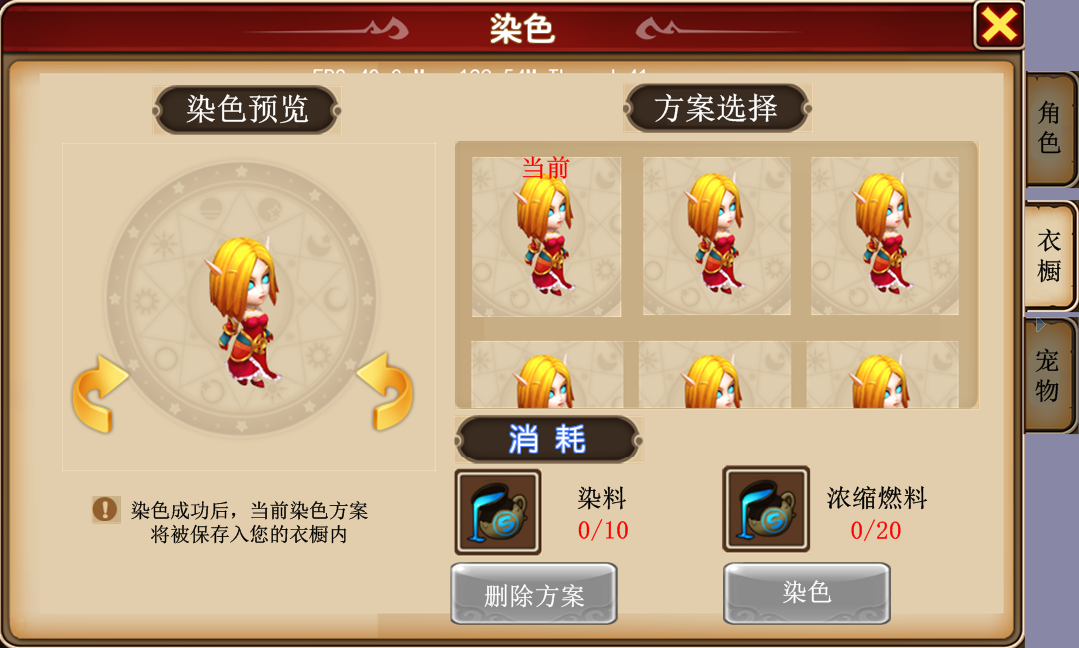 染色
染色预览
方案选择
当前
消耗
染料
0/10
浓缩燃料
0/20
染色成功后，当前染色方案
将被保存入您的衣橱内
删除方案
染色
角色
衣橱
宠物